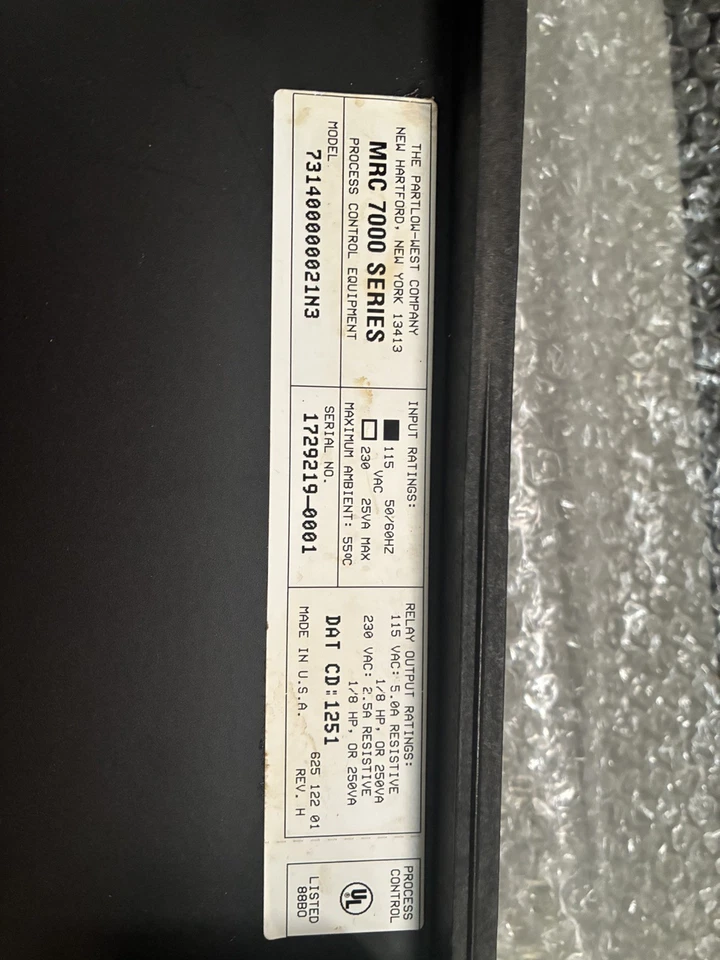 THE PARTLOW-WEST COMPANY
NEW HARTFORD, NEW YORK 13413
MRC 7000 SERIES
PROCESS CONTROL EQUIPMENT
MODEL
731400000021N3
INPUT RATINGS:
115 VAC 50/60HZ
230 25VA MAX
MAXIMUM AMBIENT: 55ºC
SERIAL NO.
1729219-0001
RELAY OUTPUT RATINGS:
115 VAC: 5.0A RESISTIVE
1/8 HP, OR 250VA
230 VAC: 2.5A RESISTIVE
1/8 HP, OR 250VA
DAT CD:1251
MADE IN U.S.A.
625 122 01
REV. H
PROCESS
CONTROL
UL
LISTED
88B0